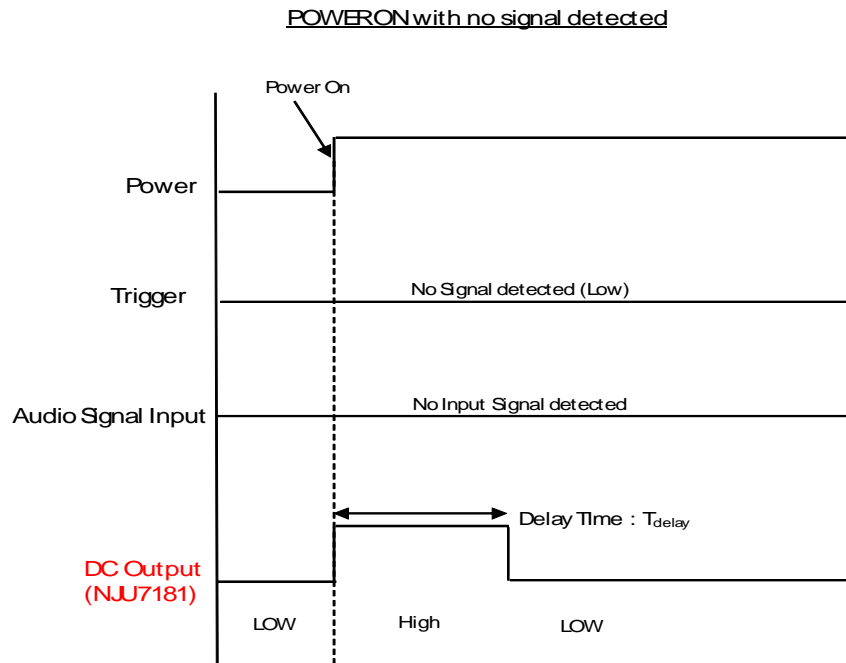 POWERON with no signal detected
Power On
Power
Trigger
No Signal detected (Low)
Audio Signal Input
No Input Signal detected
Delay TIme : Tdelay
DC Output
(NJU7181)
LOW
High
LOW